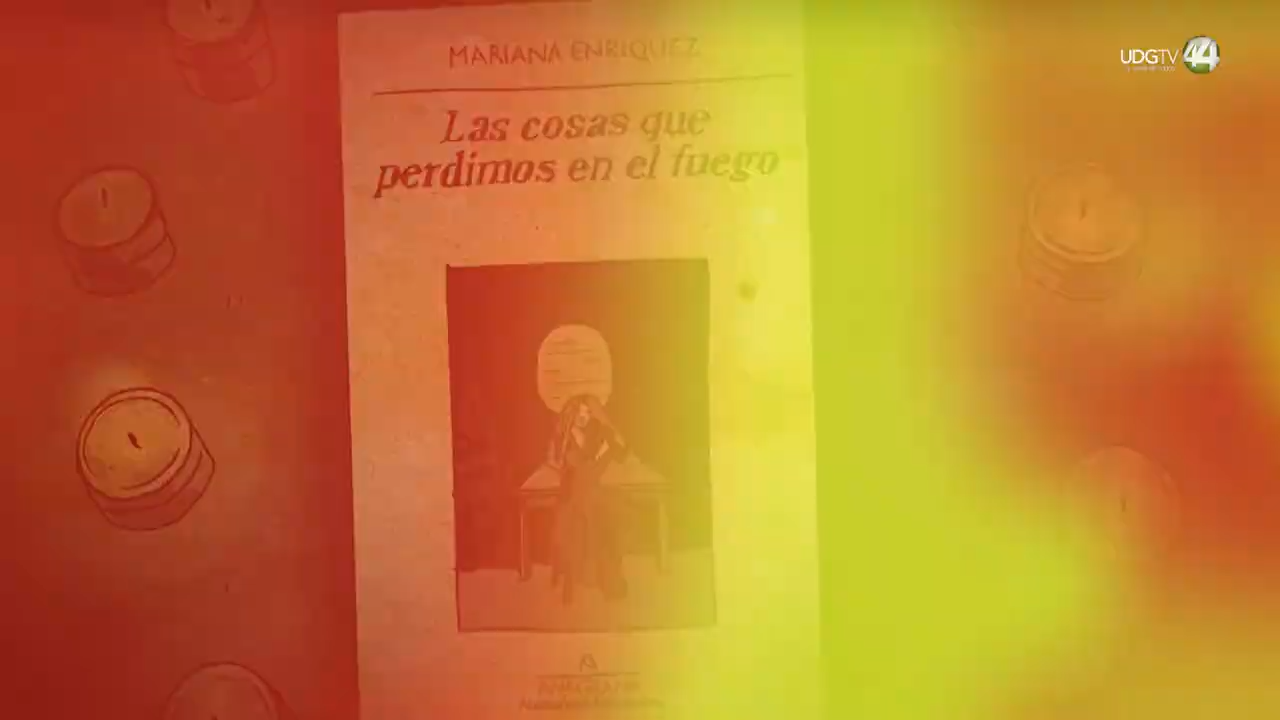 MARIANA ENRIQUEZ
Las cosas que
perdimos en el fuego
UDGTV 44